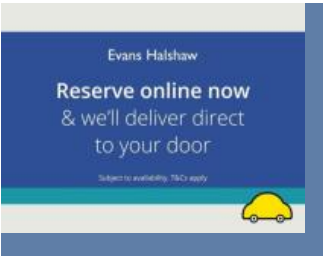 Evans Halshaw
Reserve online now
& we'll deliver direct
to your door
Subject to availability. T&Cs apply